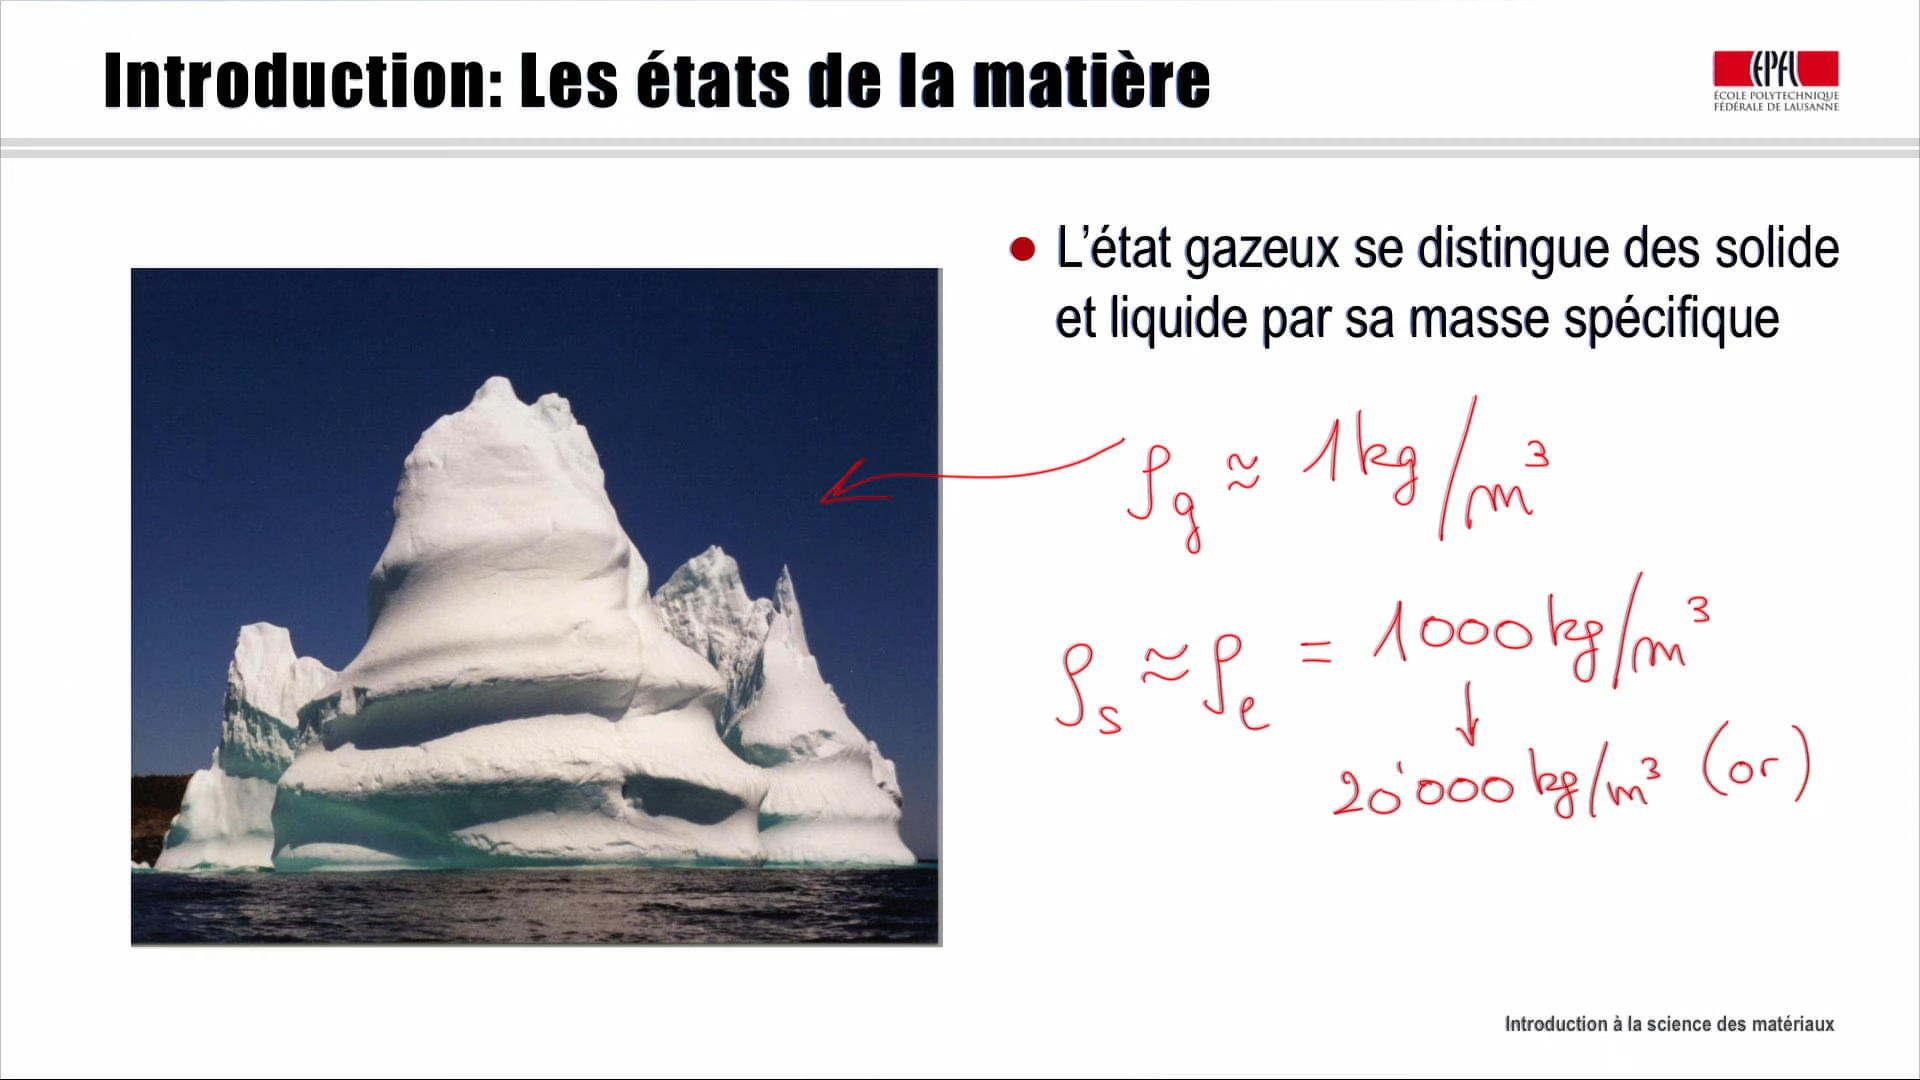 Introduction: Les états de la matière
EPFL
ÉCOLE POLYTECHNIQUE
FÉDÉRALE DE LAUSANNE
● L’état gazeux se distingue des solide
et liquide par sa masse spécifique
ρg ≈ 1kg/m³
ρs ≈ ρe = 1000kg/m³
↓
20'000 kg/m³ (or)
Introduction à la science des matériaux